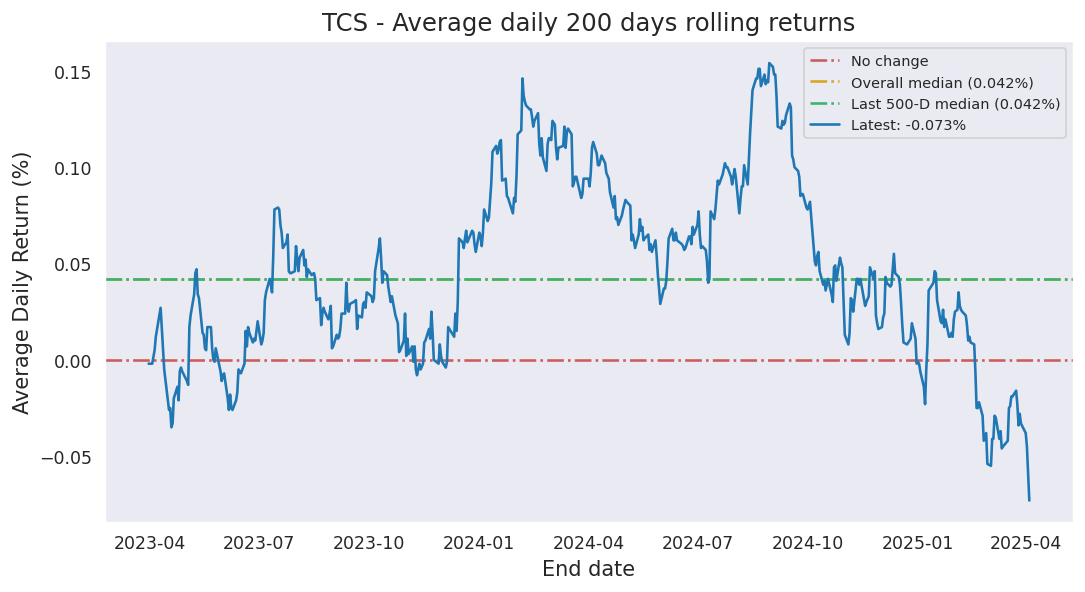 TCS - Average daily 200 days rolling returns
No change
Overall median (0.042%)
Last 500-D median (0.042%)
Latest: -0.073%
Average Daily Return (%)
0.15
0.10
0.05
0.00
−0.05
2023-04 2023-07 2023-10 2024-01 2024-04 2024-07 2024-10 2025-01 2025-04
End date